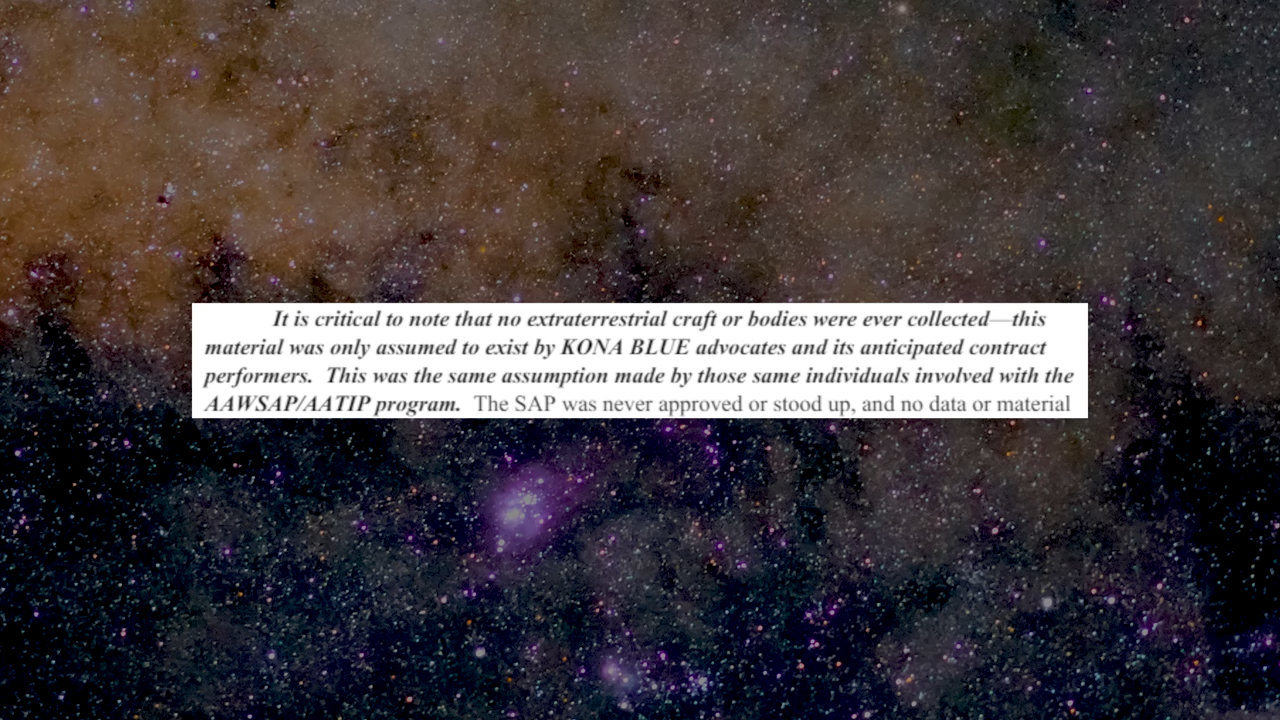 It is critical to note that no extraterrestrial craft or bodies were ever collected—this
material was only assumed to exist by KONA BLUE advocates and its anticipated contract
performers.  This was the same assumption made by those same individuals involved with the
AAWSAP/AATIP program.  The SAP was never approved or stood up, and no data or material